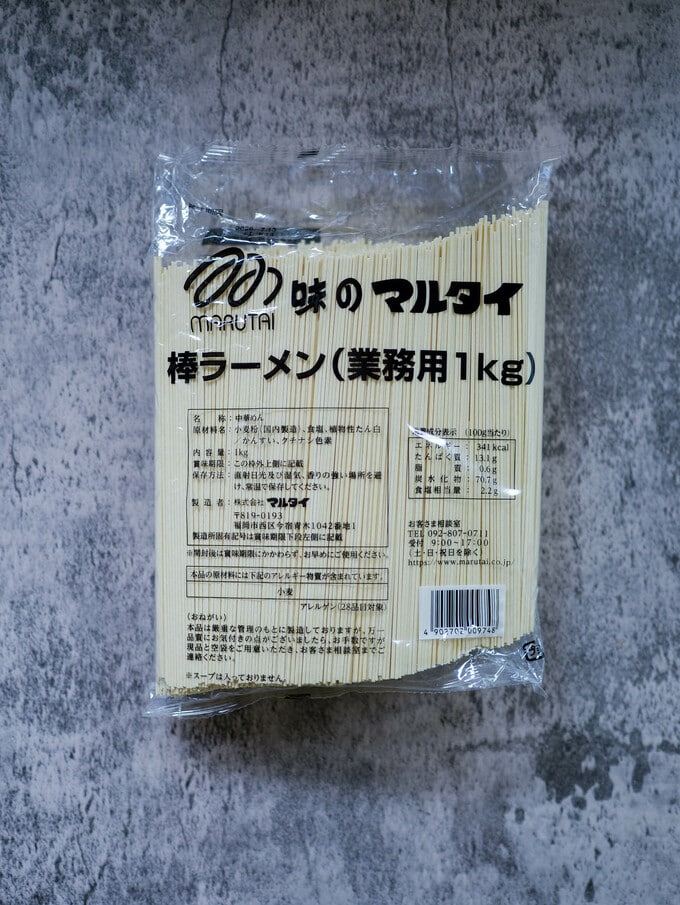 MARUTAI
味のマルタイ
棒ラーメン(業務用1kg)
名 称:中華めん
原材料名:小麦粉(国内製造)、食塩、植物性たん白
/かんすい、クチナシ色素
内 容 量:1kg
賞味期限:この枠外上側に記載
保存方法:直射日光及び湿気、香りの強い場所を避
け、常温で保存してください。
製 造 者:株式会社マルタイ
〒819-0193
福岡市西区今宿青木1042番地1
製造所固有記号は賞味期限下段左側に記載
※開封後は賞味期限にかかわらず、お早めにご使用ください。
本品の原材料には下記のアレルギー物質が含まれています。
小麦
アレルゲン(28品目対象)
(おねがい)
本品は厳重な管理のもとに製造しておりますが、万一
品質にお気付きの点がございましたら、お手数ですが
現品と空袋をご用意いただき、お客さま相談室までご
連絡ください。
※スープは入っておりません。
成分表示 (100g当たり)
エネルギー: 341kcal
たんぱく質: 13.1g
脂 質: 0.6g
炭水化物: 70.7g
食塩相当量: 2.2g
お客さま相談室
TEL 092-807-0711
受付 9:00~17:00
(土・日・祝日を除く)
https://www.marutai.co.jp/
4 902702 009748